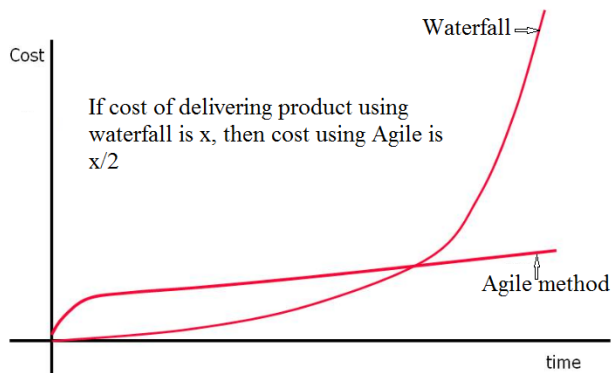 Waterfall
Cost
If cost of delivering product using
waterfall is x, then cost using Agile is
x/2
Agile method
time